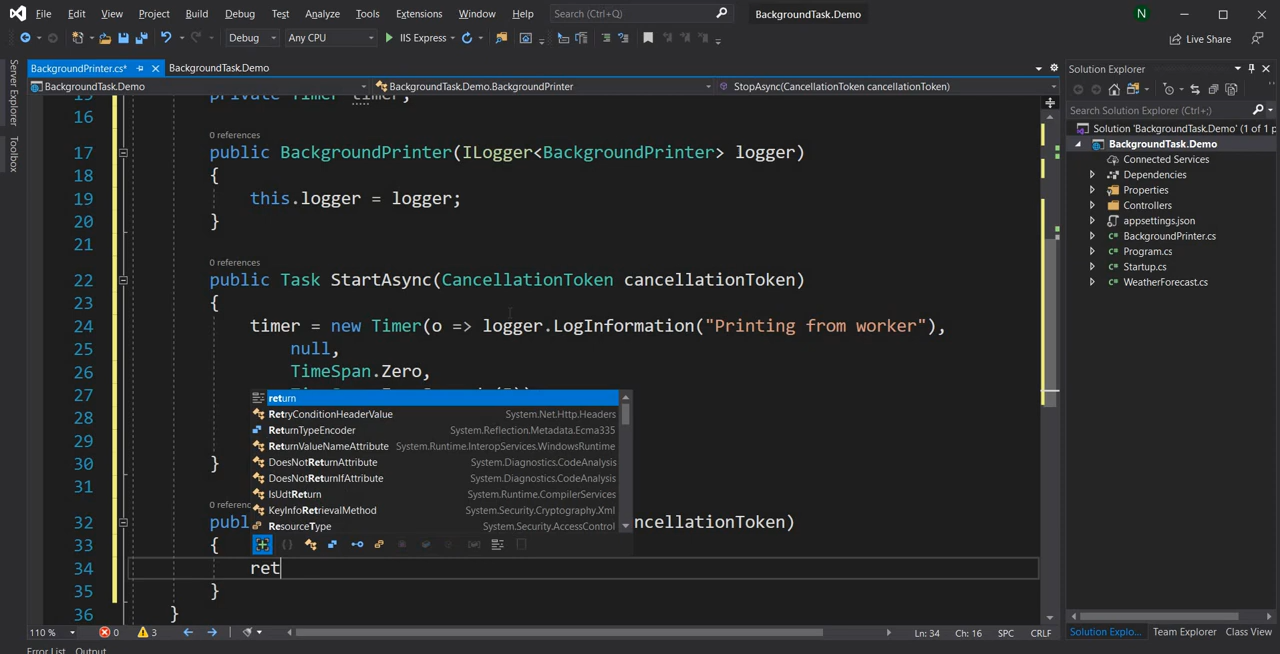 File Edit View Project Build Debug Test Analyze Tools Extensions Window Help Search (Ctrl+Q) BackgroundTask.Demo N
Debug Any CPU IIS Express Live Share
BackgroundPrinter.cs* BackgroundTask.Demo
BackgroundTask.Demo BackgroundTask.Demo.BackgroundPrinter StopAsync(CancellationToken cancellationToken)
Server Explorer
Toolbox
15 private Timer timer;
16
0 references
17 public BackgroundPrinter(ILogger<BackgroundPrinter> logger)
18 {
19 this.logger = logger;
20 }
21
0 references
22 public Task StartAsync(CancellationToken cancellationToken)
23 {
24 timer = new Timer(o => logger.LogInformation("Printing from worker"),
25 null,
26 TimeSpan.Zero,
27
28
29
30 }
31
0 referenc
32 publ ncellationToken)
33 {
34 ret
35 }
36 }
return
RetryConditionHeaderValue System.Net.Http.Headers
ReturnTypeEncoder System.Reflection.Metadata.Ecma335
ReturnValueNameAttribute System.Runtime.InteropServices.WindowsRuntime
DoesNotReturnAttribute System.Diagnostics.CodeAnalysis
DoesNotReturnIfAttribute System.Diagnostics.CodeAnalysis
IsUdtReturn System.Runtime.CompilerServices
KeyInfoRetrievalMethod System.Security.Cryptography.Xml
ResourceType System.Security.AccessControl
110 % 0 3 Ln: 34 Ch: 16 SPC CRLF
Error List Output
Solution Explorer
Search Solution Explorer (Ctrl+;)
Solution 'BackgroundTask.Demo' (1 of 1 p
BackgroundTask.Demo
Connected Services
Dependencies
Properties
Controllers
appsettings.json
BackgroundPrinter.cs
Program.cs
Startup.cs
WeatherForecast.cs
Solution Explo... Team Explorer Class View